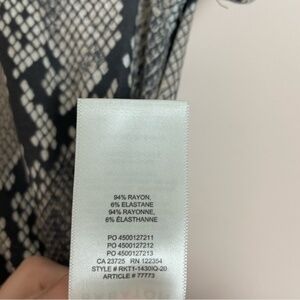 94% RAYON,
6% ELASTANE
94% RAYONNE,
6% ÉLASTHANNE
PO 4500127211
PO 4500127212
PO 4500127213
CA 23725 RN 122354
STYLE # RKT1-1430IQ-20
ARTICLE # 77773